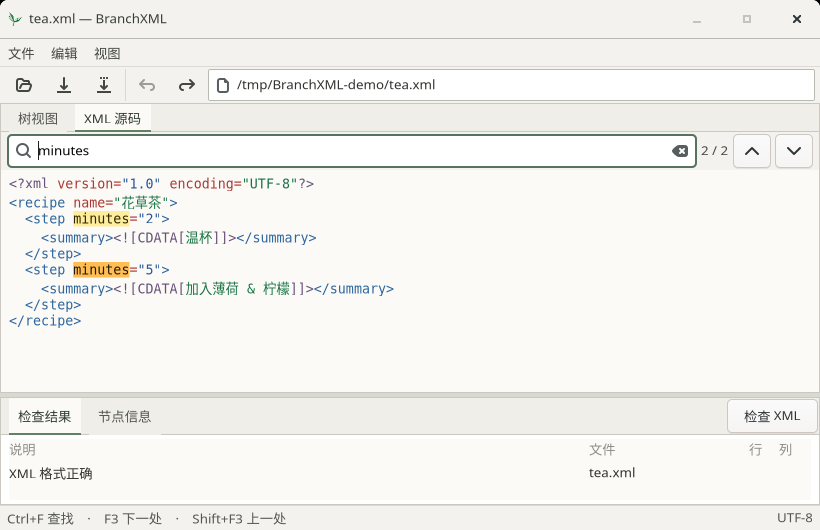 tea.xml — BranchXML
文件 编辑 视图
/tmp/BranchXML-demo/tea.xml
树视图 XML 源码
minutes 2 / 2
<?xml version="1.0" encoding="UTF-8"?>
<recipe name="花草茶">
  <step minutes="2">
    <summary><![CDATA[温杯]]></summary>
  </step>
  <step minutes="5">
    <summary><![CDATA[加入薄荷 & 柠檬]]></summary>
  </step>
</recipe>
检查结果 节点信息 检查 XML
说明 文件 行 列
XML 格式正确 tea.xml
Ctrl+F 查找 · F3 下一处 · Shift+F3 上一处 UTF-8